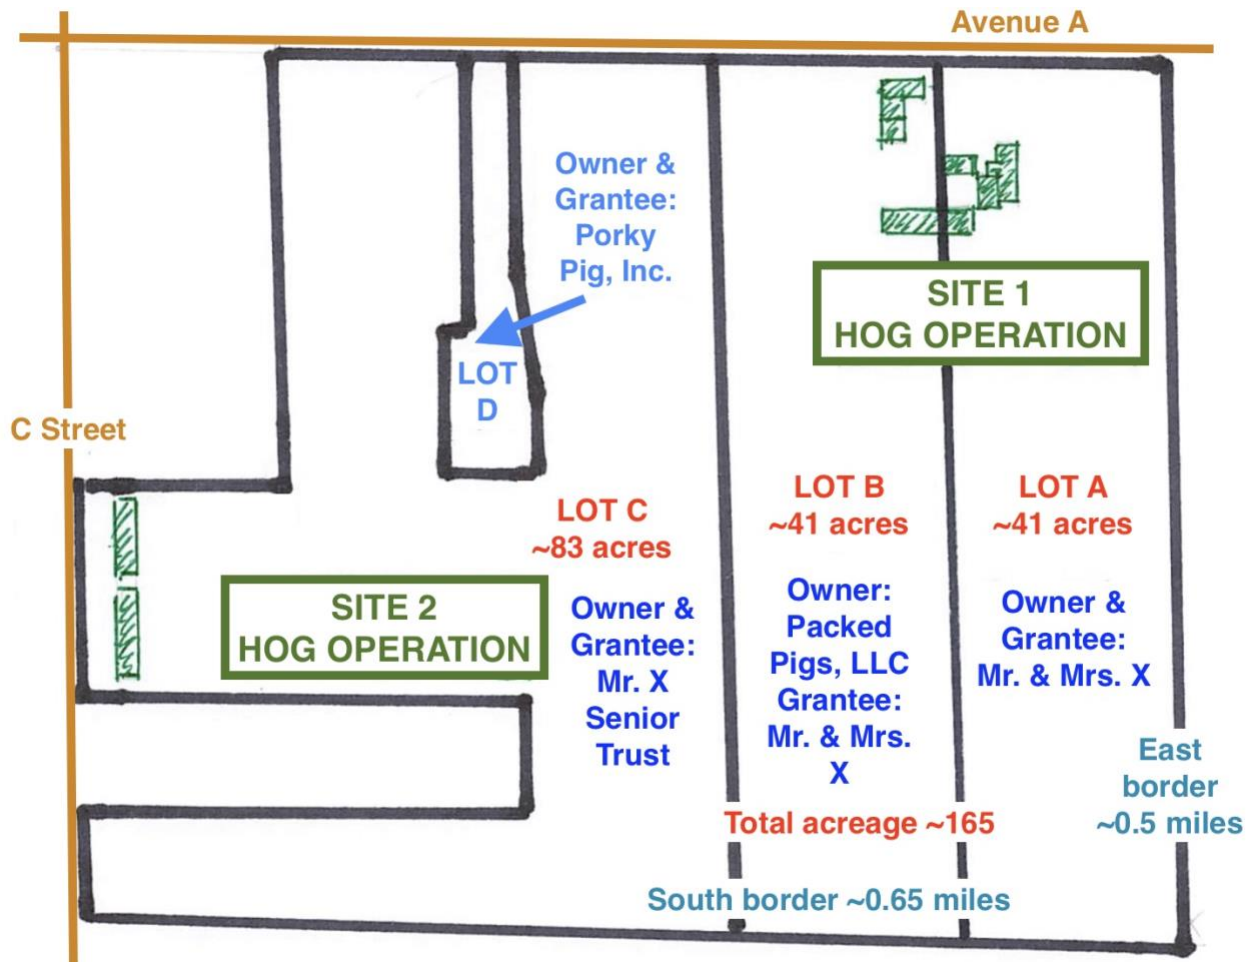 Avenue A
Owner &
Grantee:
Porky
Pig, Inc.
LOT
D
C Street
SITE 1
HOG OPERATION
SITE 2
HOG OPERATION
LOT C
~83 acres
Owner &
Grantee:
Mr. X
Senior
Trust
LOT B
~41 acres
Owner:
Packed
Pigs, LLC
Grantee:
Mr. & Mrs.
X
LOT A
~41 acres
Owner &
Grantee:
Mr. & Mrs. X
East
border
~0.5 miles
Total acreage ~165
South border ~0.65 miles